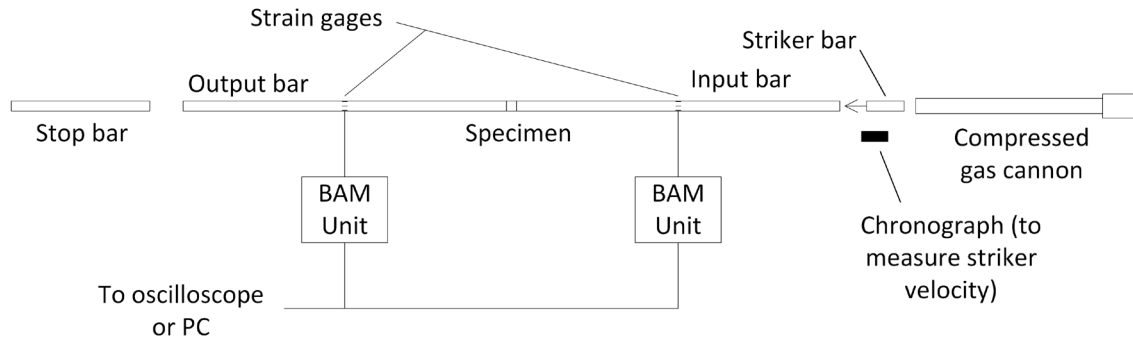 Strain gages
Striker bar
Output bar
Input bar
Stop bar
Specimen
Compressed
gas cannon
BAM
Unit
BAM
Unit
Chronograph (to
measure striker
velocity)
To oscilloscope
or PC